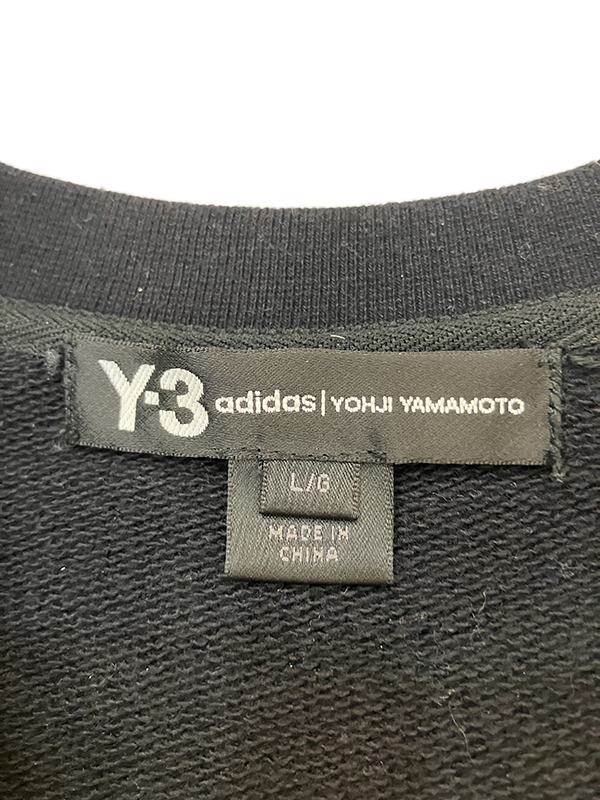 Y-3 adidas | YOHJI YAMAMOTO
L/G
MADE IN
CHINA